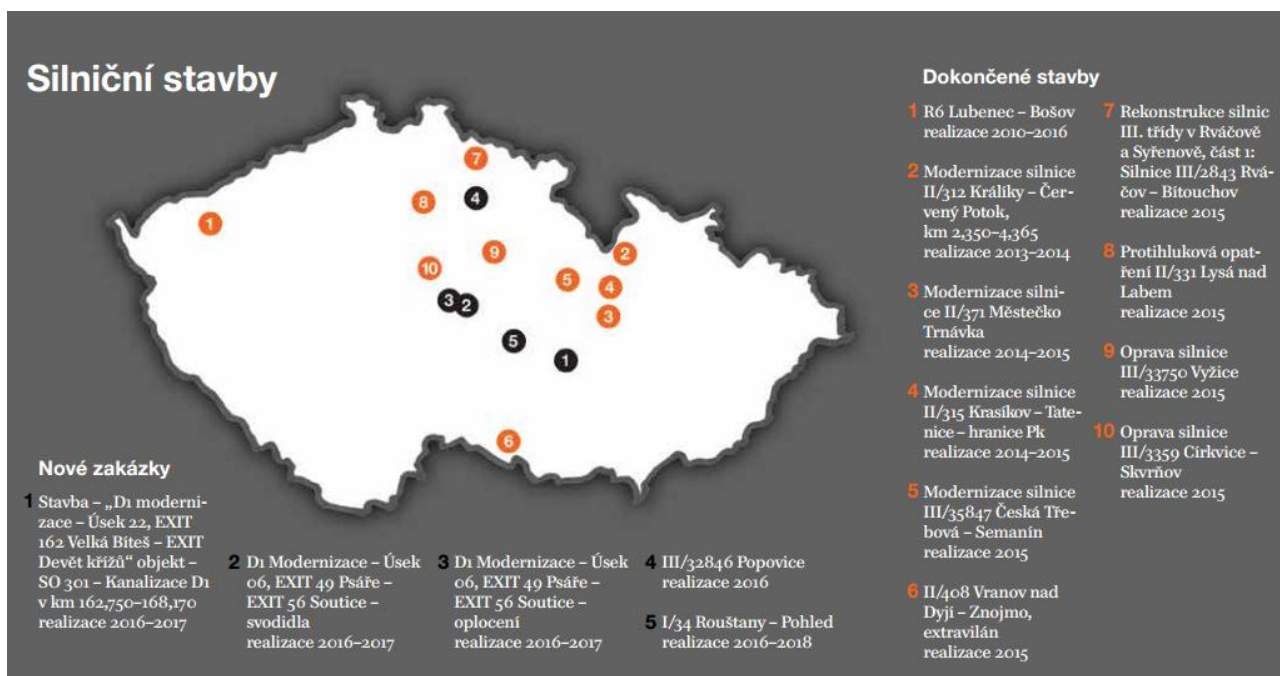 Silniční stavby
7
4
8
1
9
2
10
5
4
3
2
3
5
1
6
Nové zakázky
1 Stavba – „D1 moderni-
zace – Úsek 22, EXIT
162 Velká Bíteš – EXIT
Devět křížů“ objekt –
SO 301 – Kanalizace D1
v km 162,750–168,170
realizace 2016–2017
2 D1 Modernizace – Úsek
06, EXIT 49 Psáře –
EXIT 56 Soutice –
svodidla
realizace 2016–2017
3 D1 Modernizace – Úsek
06, EXIT 49 Psáře –
EXIT 56 Soutice –
oplocení
realizace 2016–2017
4 III/32846 Popovice
realizace 2016
5 I/34 Rouštany – Pohled
realizace 2016–2018
Dokončené stavby
1 R6 Lubenec – Bošov
realizace 2010–2016
2 Modernizace silnice
II/312 Králíky – Čer-
vený Potok,
km 2,350–4,365
realizace 2013–2014
3 Modernizace silni-
ce II/371 Městečko
Trnávka
realizace 2014–2015
4 Modernizace silnice
II/315 Krasíkov – Tate-
nice – hranice Pk
realizace 2014–2015
5 Modernizace silnice
III/35847 Česká Tře-
bová – Semanín
realizace 2015
6 II/408 Vranov nad
Dyjí – Znojmo,
extravilán
realizace 2015
7 Rekonstrukce silnic
III. třídy v Rváčově
a Syřenově, část 1:
Silnice III/2843 Rvá-
čov – Bítouchov
realizace 2015
8 Protihluková opat-
ření II/331 Lysá nad
Labem
realizace 2015
9 Oprava silnice
III/33750 Vyžice
realizace 2015
10 Oprava silnice
III/3359 Církvice –
Skvrňov
realizace 2015